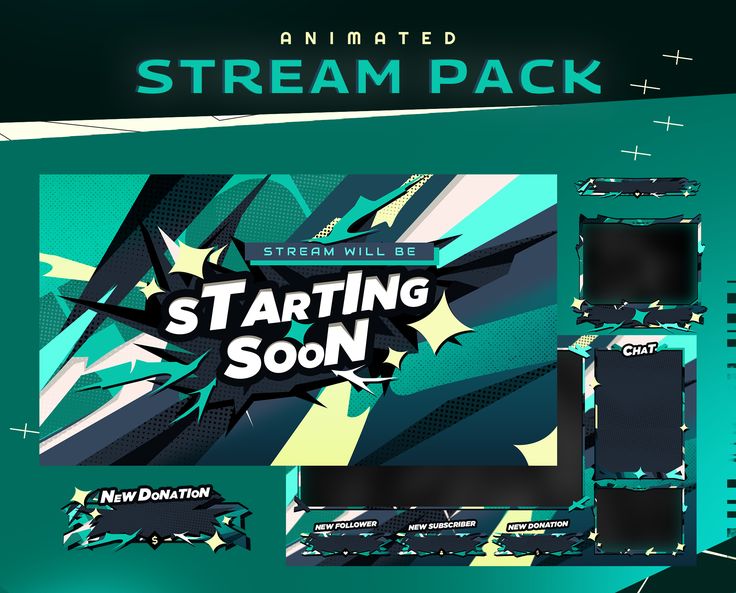 ANIMATED
STREAM PACK
STREAM WILL BE
STARTING
SOON
CHAT
NEW DONATION
$
NEW FOLLOWER
NEW SUBSCRIBER
NEW DONATION